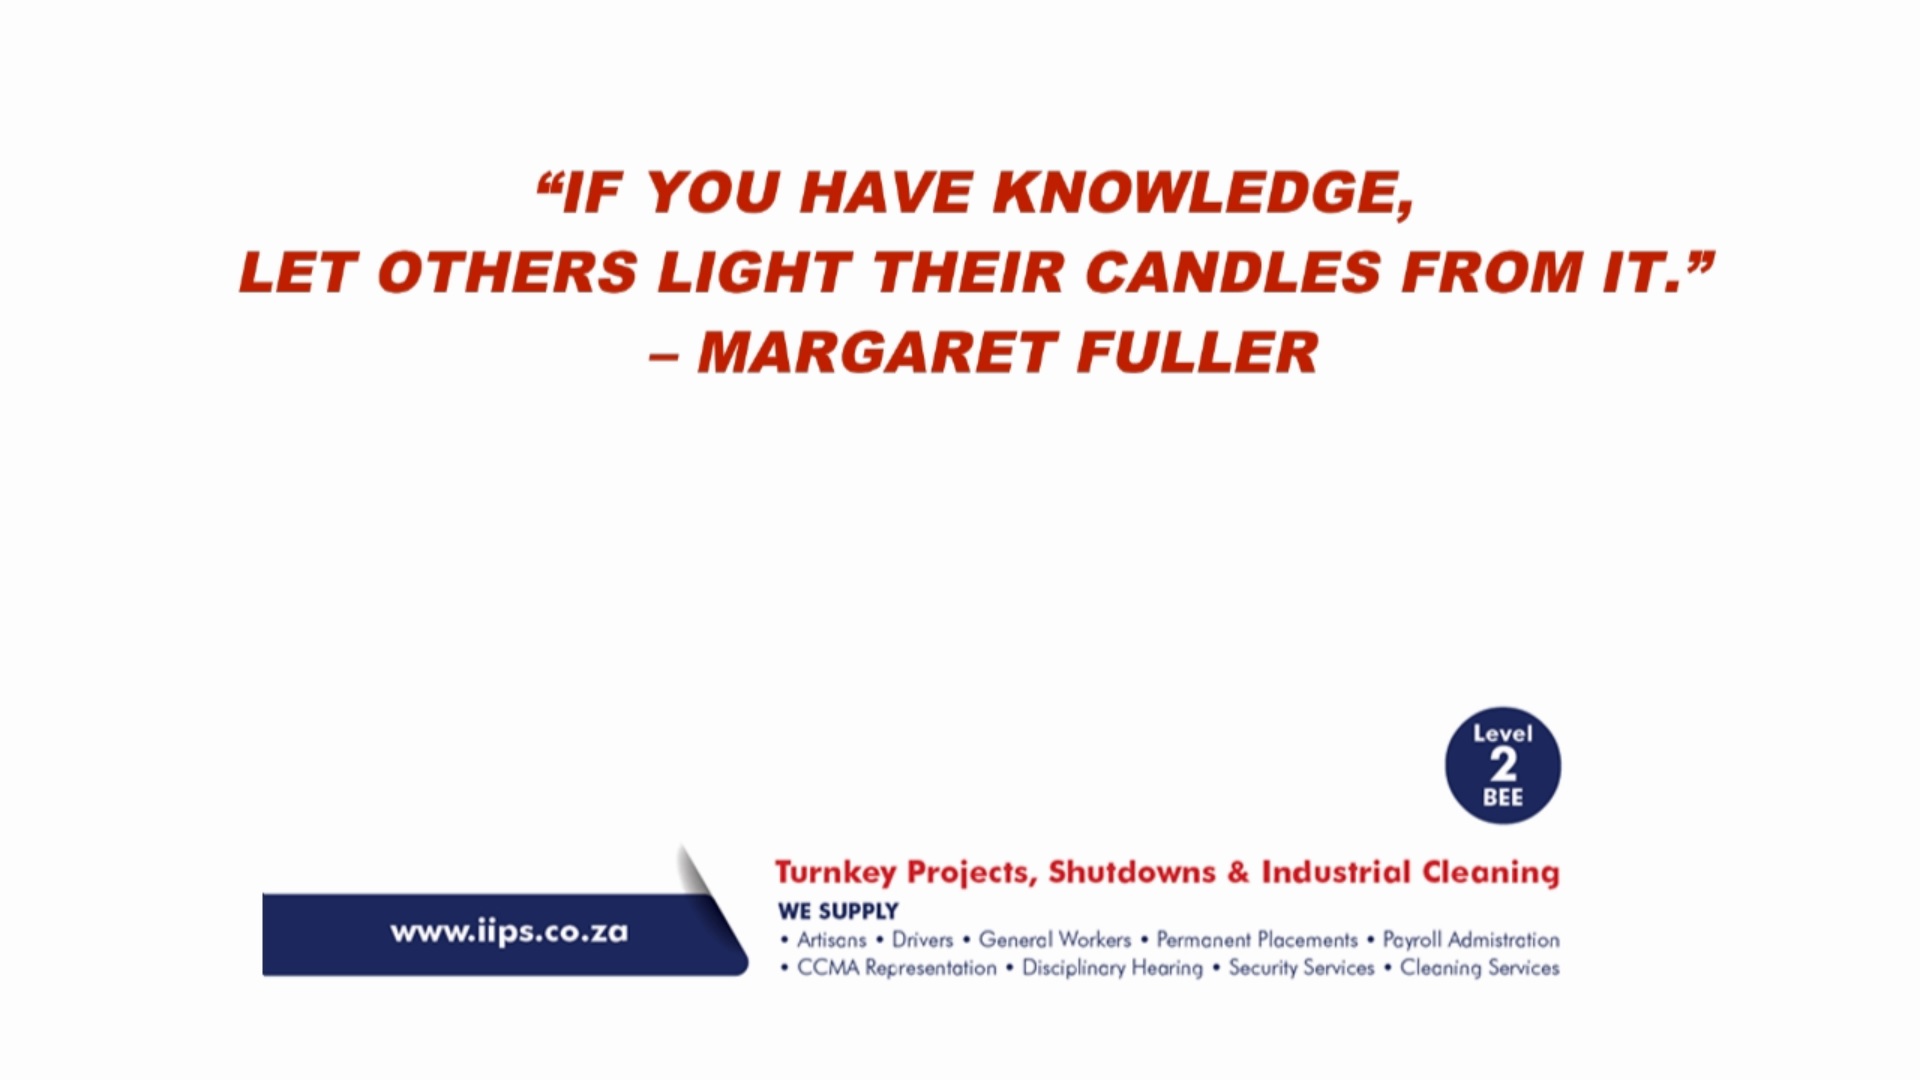 “IF YOU HAVE KNOWLEDGE,
LET OTHERS LIGHT THEIR CANDLES FROM IT.”
– MARGARET FULLER
Level
2
BEE
Turnkey Projects, Shutdowns & Industrial Cleaning
WE SUPPLY
• Artisans • Drivers • General Workers • Permanent Placements • Payroll Admistration
• CCMA Representation • Disciplinary Hearing • Security Services • Cleaning Services
www.iips.co.za